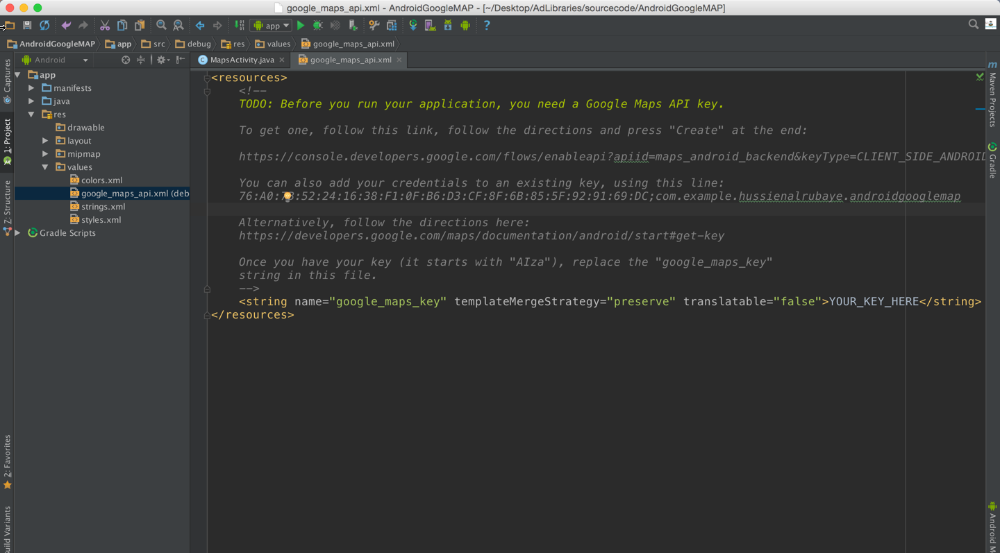 google_maps_api.xml - AndroidGoogleMAP - [~/Desktop/AdLibraries/sourcecode/AndroidGoogleMAP]
app
AndroidGoogleMAP app src debug res values google_maps_api.xml
Android
MapsActivity.java google_maps_api.xml
Captures
1: Project
Z: Structure
2: Favorites
uild Variants
app
manifests
java
res
drawable
layout
mipmap
values
colors.xml
google_maps_api.xml (deb
strings.xml
styles.xml
Gradle Scripts
<resources>
<!--
TODO: Before you run your application, you need a Google Maps API key.
To get one, follow this link, follow the directions and press "Create" at the end:
https://console.developers.google.com/flows/enableapi?apiid=maps_android_backend&keyType=CLIENT_SIDE_ANDROID
You can also add your credentials to an existing key, using this line:
76:A0: :52:24:16:38:F1:0F:B6:D3:CF:8F:6B:85:5F:92:91:69:DC;com.example.hussienalrubaye.androidgooglemap
Alternatively, follow the directions here:
https://developers.google.com/maps/documentation/android/start#get-key
Once you have your key (it starts with "AIza"), replace the "google_maps_key"
string in this file.
-->
<string name="google_maps_key" templateMergeStrategy="preserve" translatable="false">YOUR_KEY_HERE</string>
</resources>
m
Maven Projects
Gradle
Android M